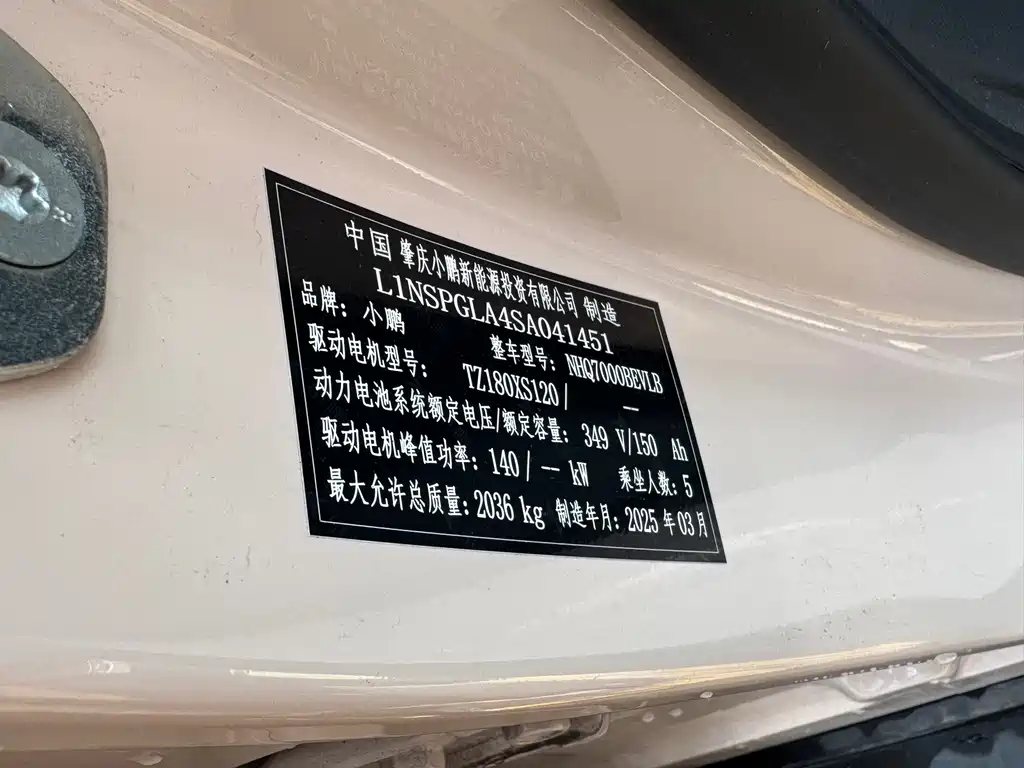 中国 肇庆小鹏新能源投资有限公司 制造
L1NSPGLA4SA041451
品牌：小鹏 整车型号：NHQ7000BEVLB
驱动电机型号： TZ180XS120 / --
动力电池系统额定电压/额定容量：349 V/150 Ah
驱动电机峰值功率：140 / -- kW 乘坐人数：5
最大允许总质量：2036 kg 制造年月：2025 年 03 月